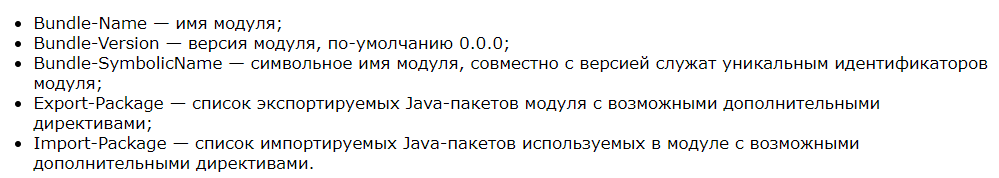 • Bundle-Name — имя модуля;
• Bundle-Version — версия модуля, по-умолчанию 0.0.0;
• Bundle-SymbolicName — символьное имя модуля, совместно с версией служат уникальным идентификаторов
модуля;
• Export-Package — список экспортируемых Java-пакетов модуля с возможными дополнительными
директивами;
• Import-Package — список импортируемых Java-пакетов используемых в модуле с возможными
дополнительными директивами.